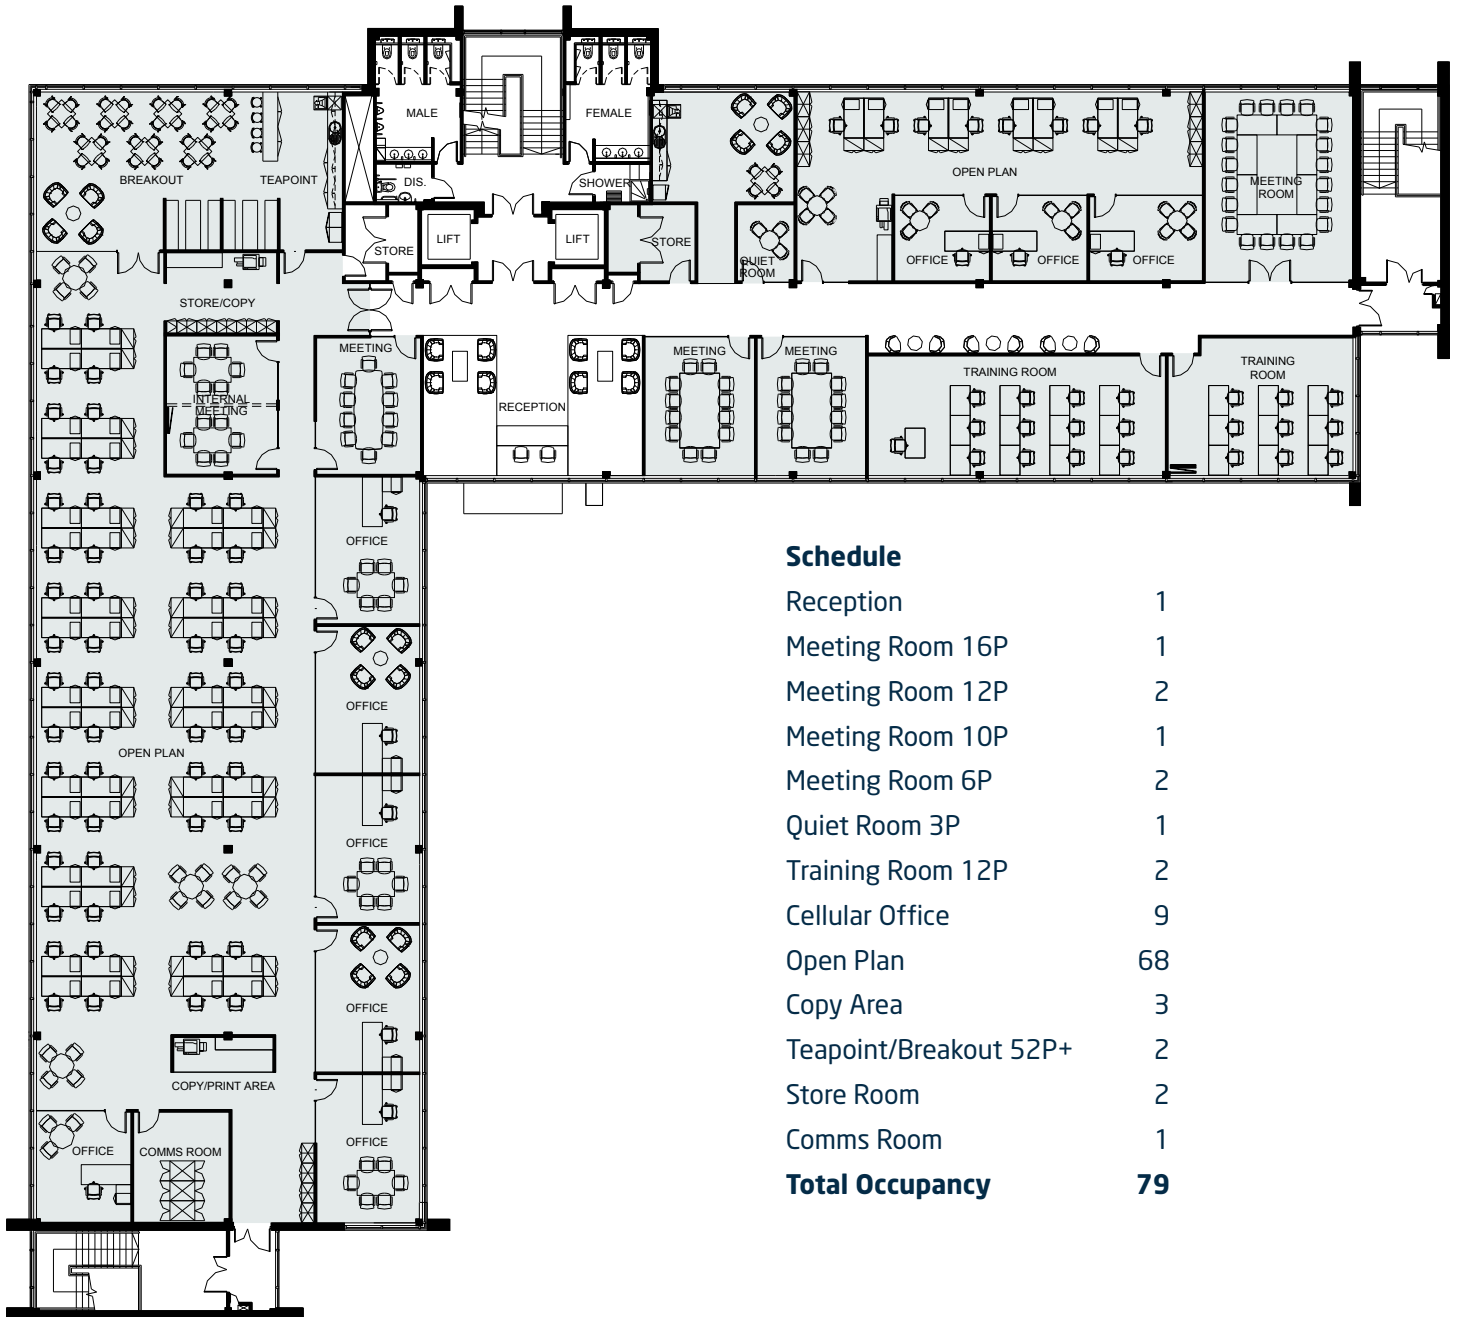 MALE
FEMALE
BREAKOUT
TEAPOINT
DIS.
SHOWER
OPEN PLAN
MEETING
ROOM
LIFT
LIFT
STORE
STORE
QUIET
ROOM
OFFICE
OFFICE
OFFICE
STORE/COPY
MEETING
INTERNAL
MEETING
RECEPTION
MEETING
MEETING
TRAINING ROOM
TRAINING
ROOM
OFFICE
OFFICE
OPEN PLAN
OFFICE
OFFICE
COPY/PRINT AREA
OFFICE
OFFICE
COMMS ROOM
Schedule
Reception 1
Meeting Room 16P 1
Meeting Room 12P 2
Meeting Room 10P 1
Meeting Room 6P 2
Quiet Room 3P 1
Training Room 12P 2
Cellular Office 9
Open Plan 68
Copy Area 3
Teapoint/Breakout 52P+ 2
Store Room 2
Comms Room 1
Total Occupancy 79